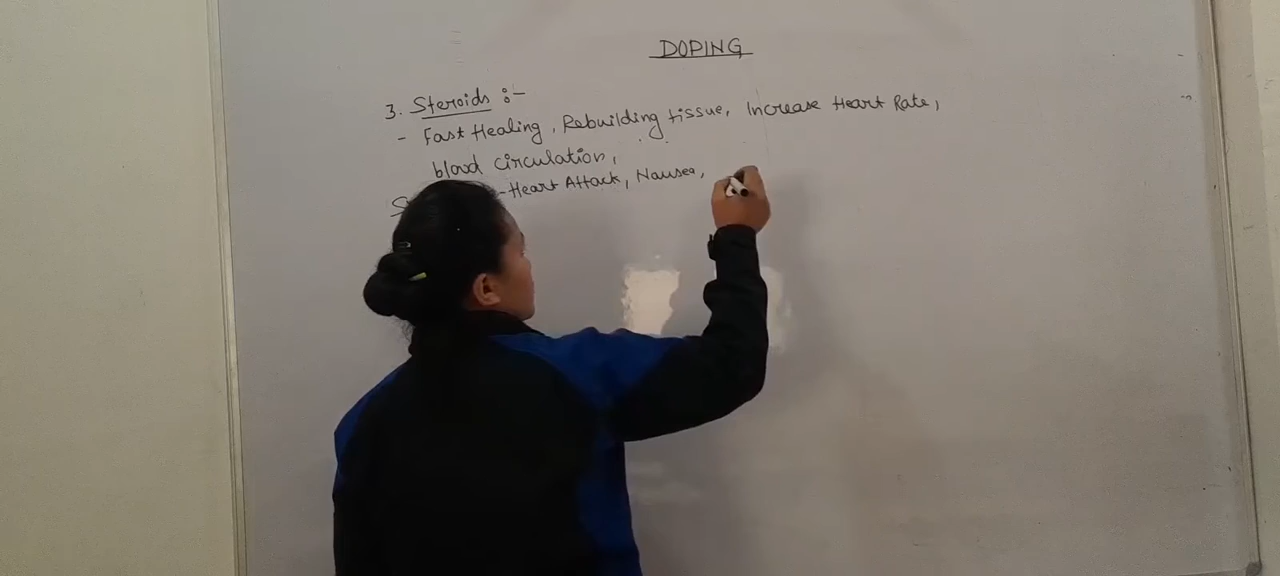 DOPING
3. Steroids :-
- Fast Healing, Rebuilding tissue, Increase Heart Rate,
blood circulation,
-Heart Attack, Nausea,